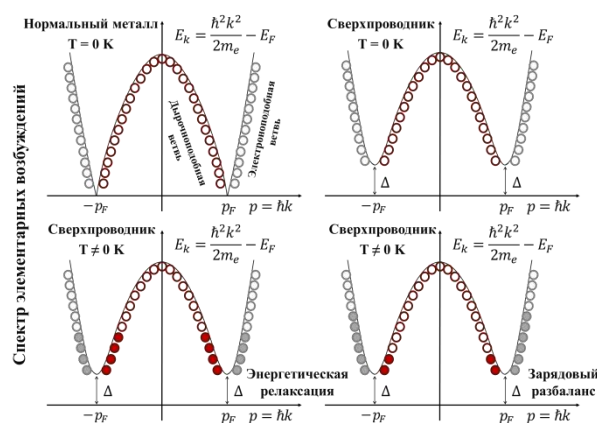 Спектр элементарных возбуждений
Нормальный металл
T = 0 K
E_k = ħ²k²/2m_e − E_F
Дырочноподобная
ветвь
Электроноподобная
ветвь
−p_F
p_F
p = ħk
Сверхпроводник
T = 0 K
E_k = ħ²k²/2m_e − E_F
Δ
Δ
−p_F
p_F
p = ħk
Сверхпроводник
T ≠ 0 K
E_k = ħ²k²/2m_e − E_F
Энергетическая
релаксация
Δ
Δ
−p_F
p_F
p = ħk
Сверхпроводник
T ≠ 0 K
E_k = ħ²k²/2m_e − E_F
Зарядовый
разбаланс
Δ
Δ
−p_F
p_F
p = ħk